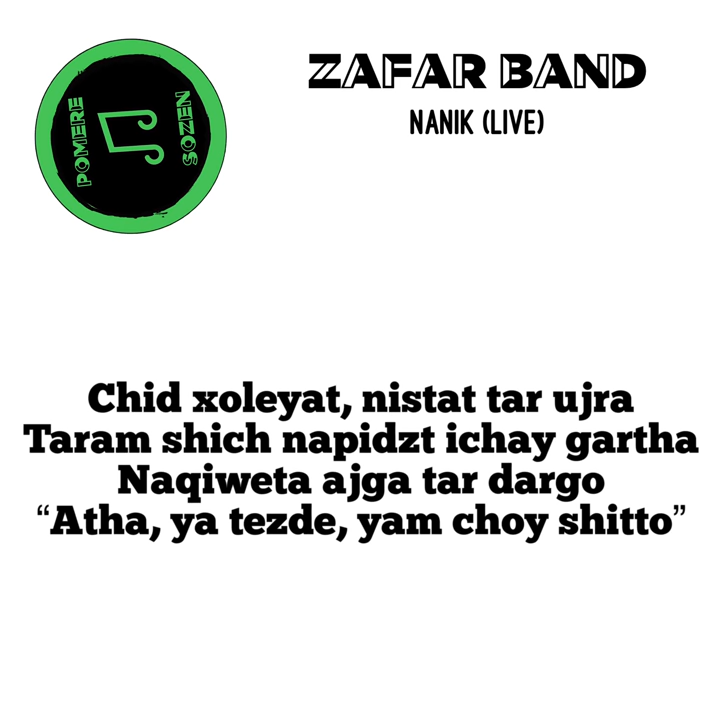 POMERE
SOZEN
ZAFAR BAND
NANIK (LIVE)
Chid xoleyat, nistat tar ujra
Taram shich napidzt ichay gartha
Naqiweta ajga tar dargo
“Atha, ya tezde, yam choy shitto”